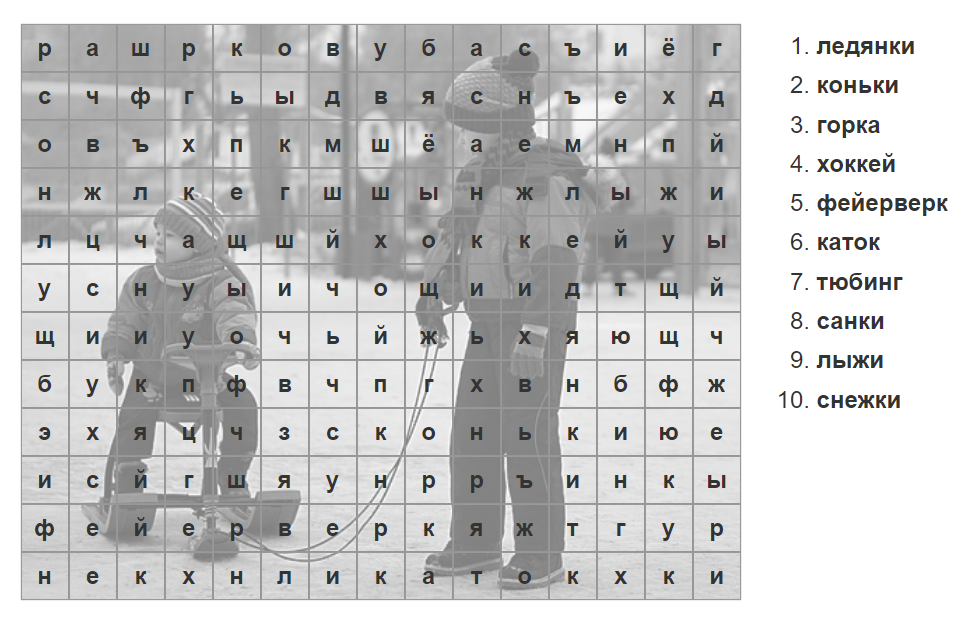 р а ш р к о в у б а с ъ и ё г
с ч ф г ь ы д в я с н ъ е х д
о в ъ х п к м ш ё а е м н п й
н ж л к е г ш ш ы н ж л ы ж и
л ц ч а щ ш й х о к к е й у ы
у с н у ы и ч о щ и и д т щ й
щ и и у о ч ь й ж ь х я ю щ ч
б у к п ф в ч п г х в н б ф ж
э х я ц ч з с к о н ь к и ю е
и с й г ш я у н р р ъ и н к ы
ф е й е р в е р к я ж т г у р
н е к х н л и к а т о к х к и
1. ледянки
2. коньки
3. горка
4. хоккей
5. фейерверк
6. каток
7. тюбинг
8. санки
9. лыжи
10. снежки